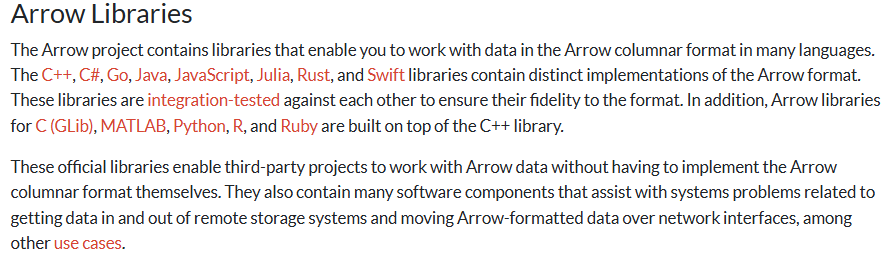 Arrow Libraries
The Arrow project contains libraries that enable you to work with data in the Arrow columnar format in many languages.
The C++, C#, Go, Java, JavaScript, Julia, Rust, and Swift libraries contain distinct implementations of the Arrow format.
These libraries are integration-tested against each other to ensure their fidelity to the format. In addition, Arrow libraries
for C (GLib), MATLAB, Python, R, and Ruby are built on top of the C++ library.
These official libraries enable third-party projects to work with Arrow data without having to implement the Arrow
columnar format themselves. They also contain many software components that assist with systems problems related to
getting data in and out of remote storage systems and moving Arrow-formatted data over network interfaces, among
other use cases.